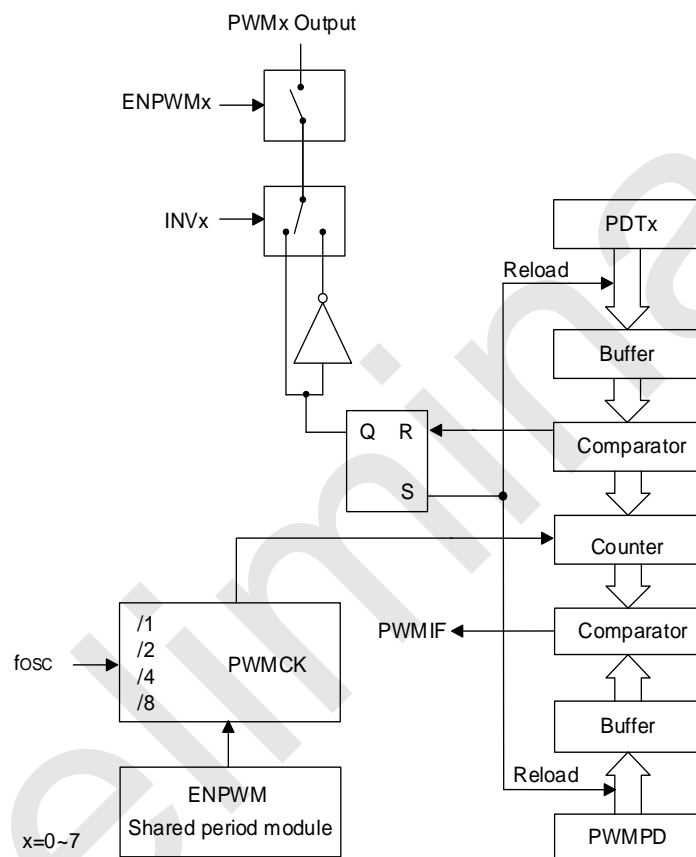 PWMx Output
ENPWMx
INVx
PDTx
Reload
Buffer
Q R
S
Comparator
Counter
/1
/2
/4
/8
PWMCK
fosc
PWMIF
Comparator
Buffer
Reload
ENPWM
Shared period module
PWMPD
x=0~7
elimina